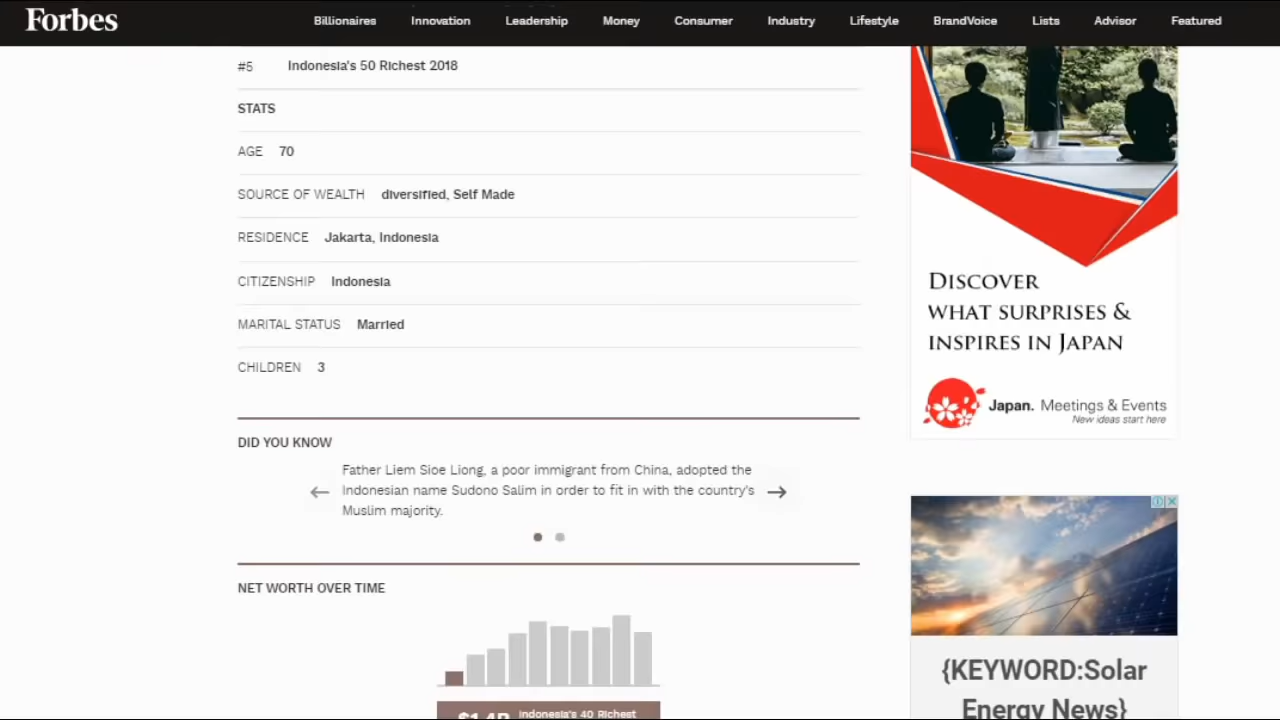 Forbes
Billionaires Innovation Leadership Money Consumer Industry Lifestyle BrandVoice Lists Advisor Featured
#5 Indonesia's 50 Richest 2018
STATS
AGE 70
SOURCE OF WEALTH diversified, Self Made
RESIDENCE Jakarta, Indonesia
CITIZENSHIP Indonesia
MARITAL STATUS Married
CHILDREN 3
DID YOU KNOW
Father Liem Sioe Liong, a poor immigrant from China, adopted the
Indonesian name Sudono Salim in order to fit in with the country's
Muslim majority.
NET WORTH OVER TIME
$1.4B Indonesia's 40 Richest
DISCOVER
WHAT SURPRISES &
INSPIRES IN JAPAN
Japan. Meetings & Events
New ideas start here
{KEYWORD:Solar
Energy News}